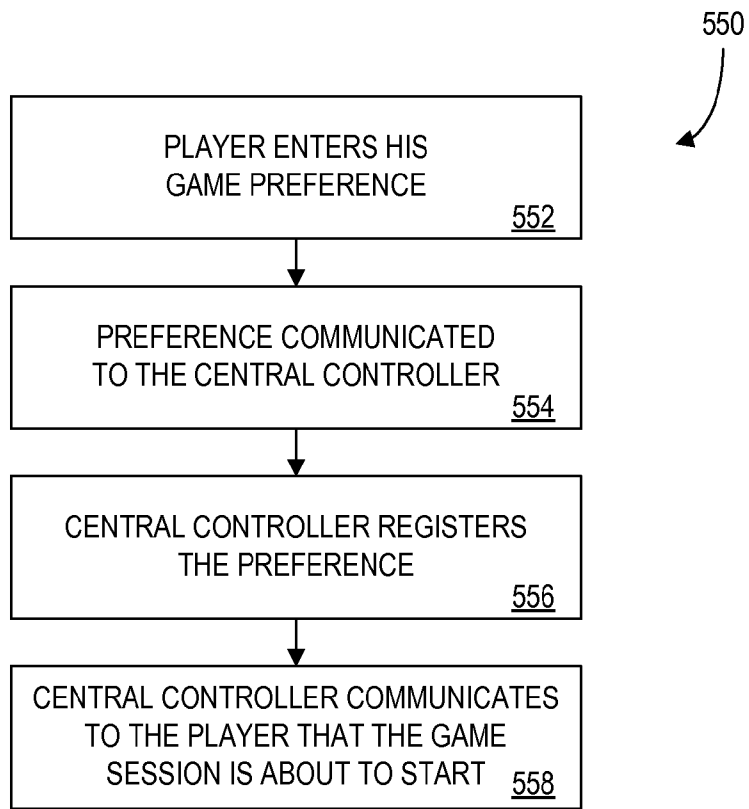 550
PLAYER ENTERS HIS
GAME PREFERENCE
552
PREFERENCE COMMUNICATED
TO THE CENTRAL CONTROLLER
554
CENTRAL CONTROLLER REGISTERS
THE PREFERENCE
556
CENTRAL CONTROLLER COMMUNICATES
TO THE PLAYER THAT THE GAME
SESSION IS ABOUT TO START
558